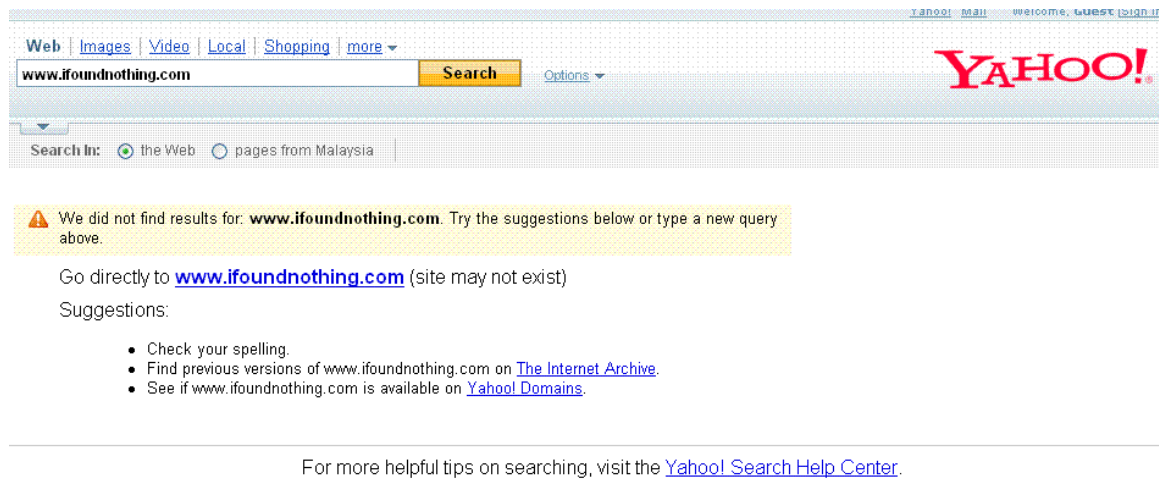 Yahoo! Mail Welcome, Guest [Sign In
Web | Images | Video | Local | Shopping | more
www.ifoundnothing.com Search Options YAHOO!
Search In: the Web pages from Malaysia
We did not find results for: www.ifoundnothing.com. Try the suggestions below or type a new query
above.
Go directly to www.ifoundnothing.com (site may not exist)
Suggestions:
• Check your spelling.
• Find previous versions of www.ifoundnothing.com on The Internet Archive.
• See if www.ifoundnothing.com is available on Yahoo! Domains.
For more helpful tips on searching, visit the Yahoo! Search Help Center.